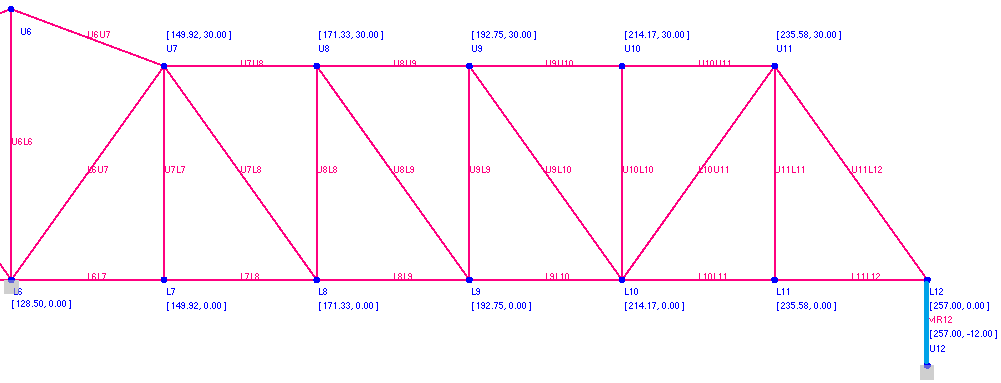 U6
U6U7
[149.92, 30.00 ]
U7
[171.33, 30.00 ]
U8
[192.75, 30.00 ]
U9
[214.17, 30.00 ]
U10
[235.58, 30.00 ]
U11
U7U8
U8U9
U9U10
U10U11
U6L6
L6U7
U7L7
U7L8
U8L8
U8L9
U9L9
U9L10
U10L10
L10U11
U11L11
U11L12
L6L7
L7L8
L8L9
L9L10
L10L11
L11L12
L6
[128.50, 0.00 ]
L7
[149.92, 0.00 ]
L8
[171.33, 0.00 ]
L9
[192.75, 0.00 ]
L10
[214.17, 0.00 ]
L11
[235.58, 0.00 ]
L12
[257.00, 0.00 ]
MR12
[257.00, -12.00 ]
U12